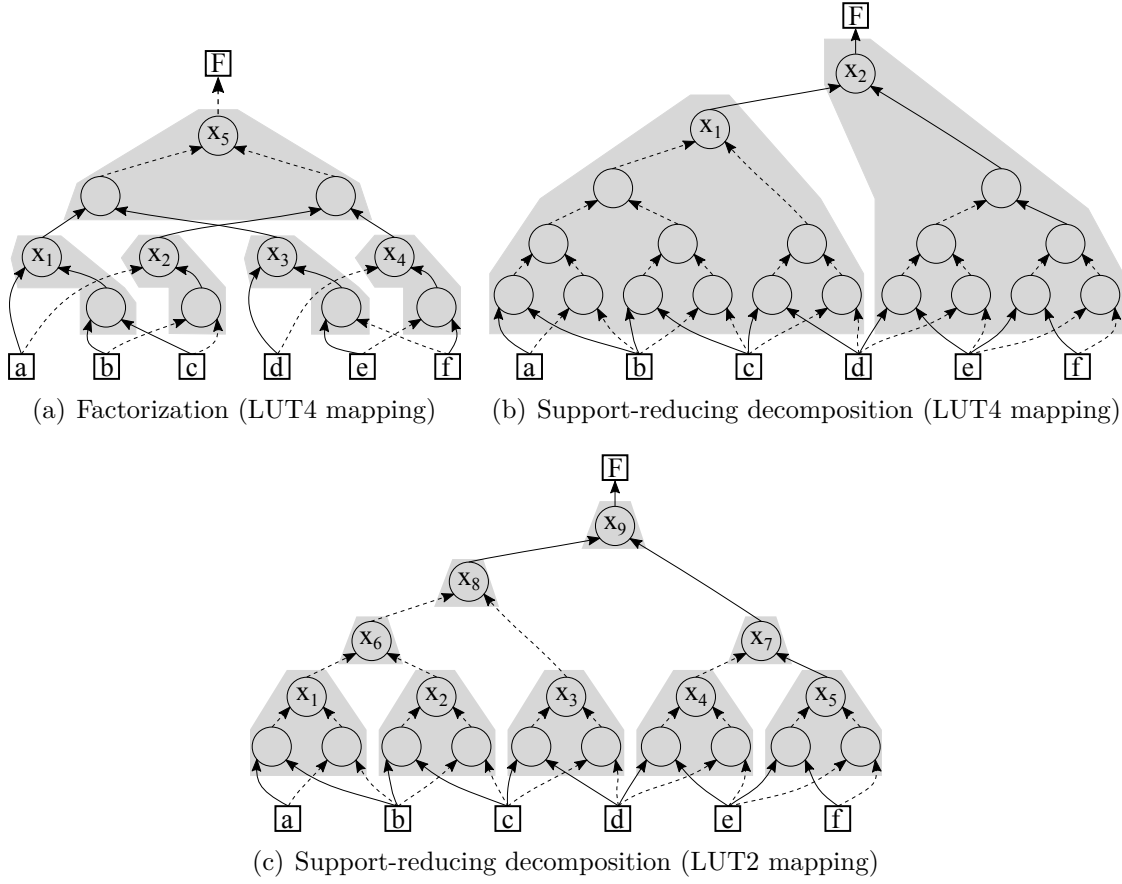 F
x5
x1 x2 x3 x4
a b c d e f
(a) Factorization (LUT4 mapping)
F
x2
x1
a b c d e f
(b) Support-reducing decomposition (LUT4 mapping)
F
x9
x8
x6 x7
x1 x2 x3 x4 x5
a b c d e f
(c) Support-reducing decomposition (LUT2 mapping)